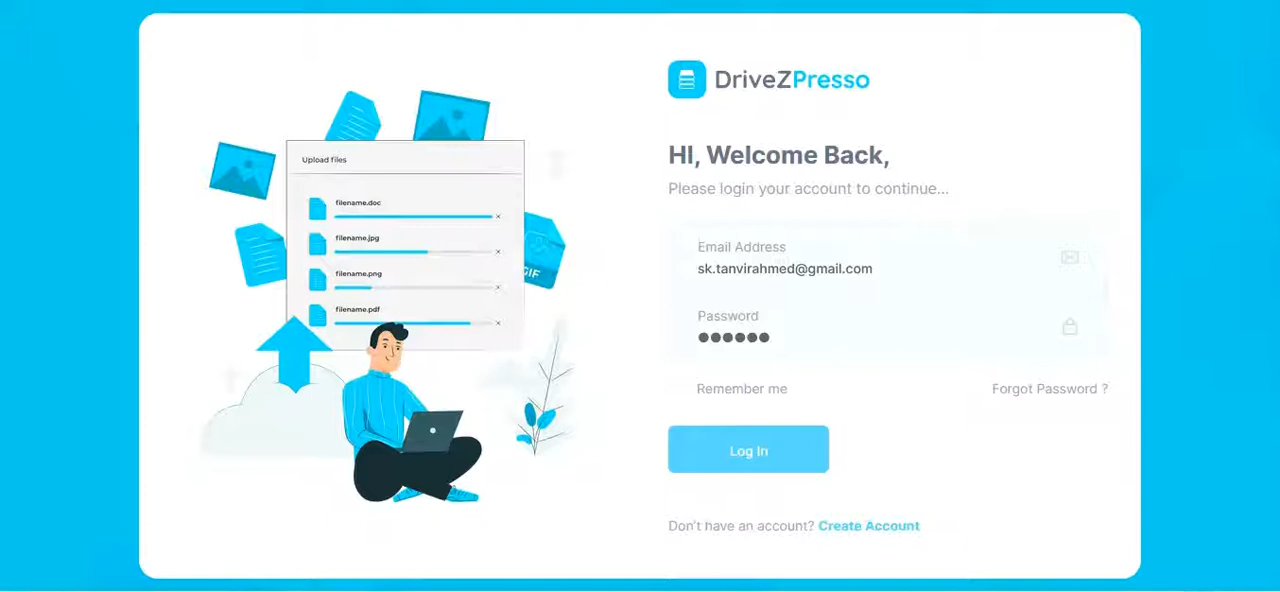 DriveZPresso
HI, Welcome Back,
Please login your account to continue...
Upload files
filename.doc
filename.jpg
filename.png
filename.pdf
GIF
Email Address
sk.tanvirahmed@gmail.com
Password
●●●●●●
Remember me
Forgot Password ?
Log In
Don't have an account? Create Account